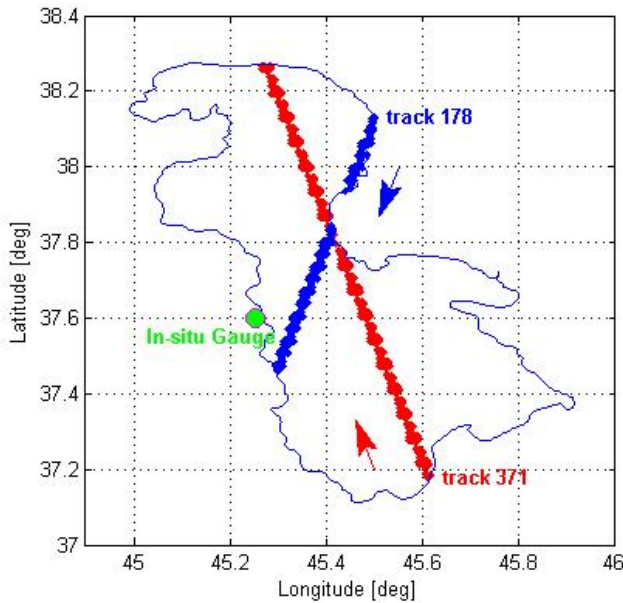 38.4
38.2
38
37.8
37.6
37.4
37.2
37
Latitude [deg]
track 178
In-situ Gauge
track 371
45
45.2
45.4
45.6
45.8
46
Longitude [deg]